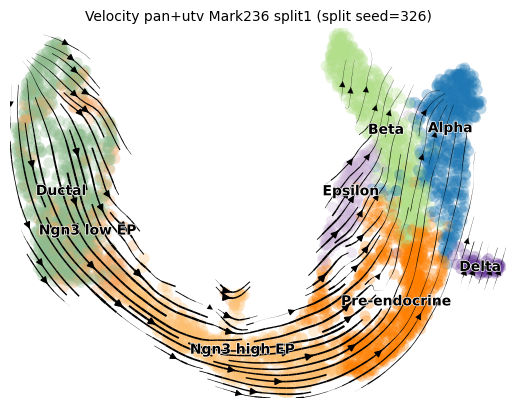 Velocity pan+utv Mark236 split1 (split seed=326)
Beta
Alpha
Ductal
Epsilon
Ngn3 low EP
Delta
Pre-endocrine
Ngn3 high EP